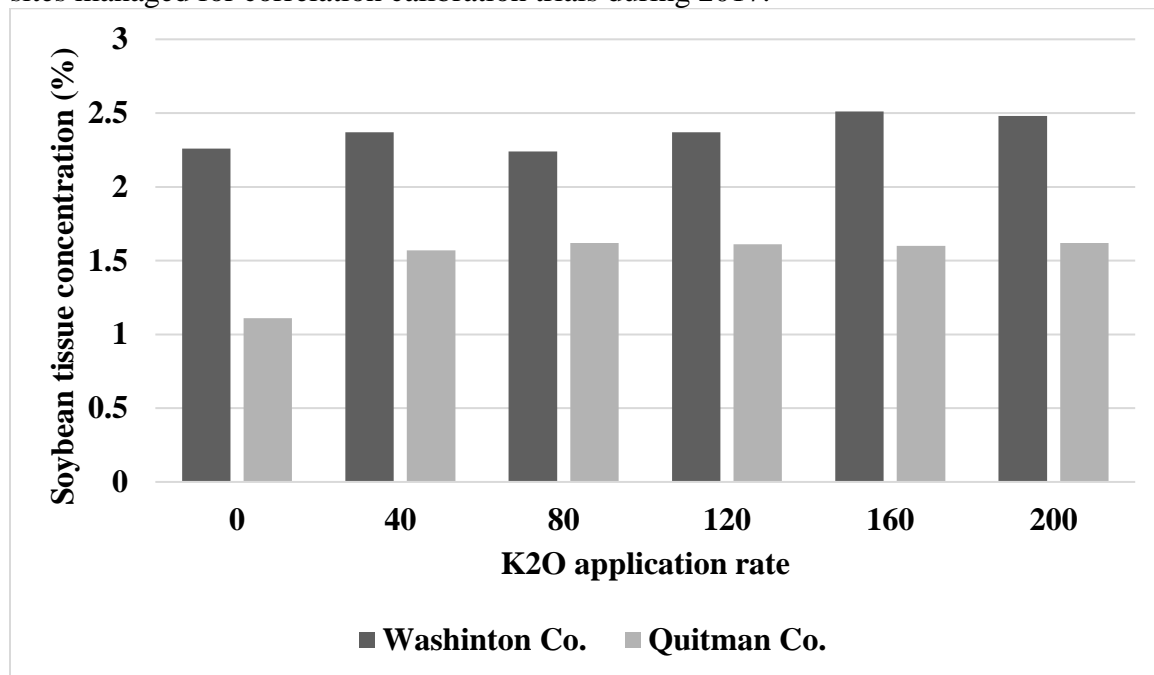 sites managed for correlation calibration trials during 2017.
3
2.5
2
1.5
1
0.5
0
Soybean tissue concentration (%)
0 40 80 120 160 200
K2O application rate
Washinton Co. Quitman Co.